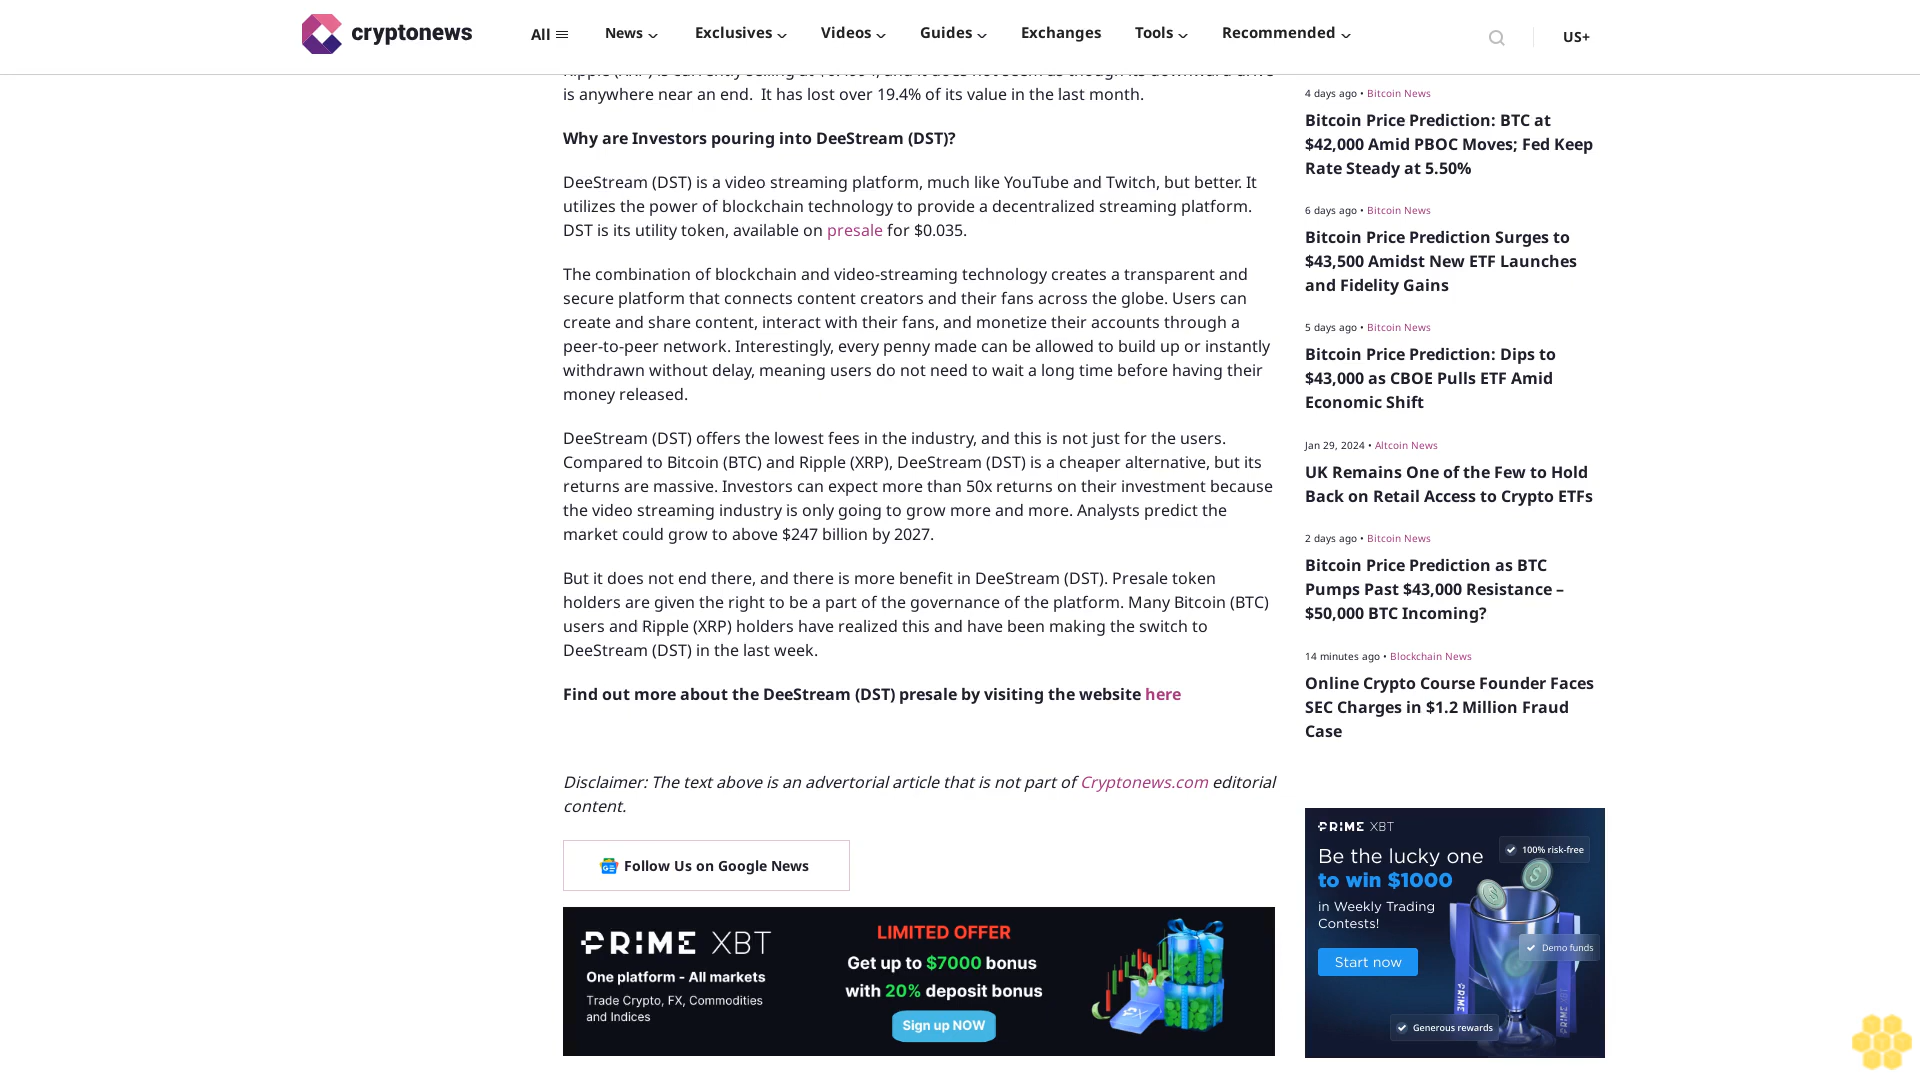 cryptonews
All
News
Exclusives
Videos
Guides
Exchanges
Tools
Recommended
US+
is anywhere near an end.  It has lost over 19.4% of its value in the last month.
Why are Investors pouring into DeeStream (DST)?
DeeStream (DST) is a video streaming platform, much like YouTube and Twitch, but better. It
utilizes the power of blockchain technology to provide a decentralized streaming platform.
DST is its utility token, available on presale for $0.035.
The combination of blockchain and video-streaming technology creates a transparent and
secure platform that connects content creators and their fans across the globe. Users can
create and share content, interact with their fans, and monetize their accounts through a
peer-to-peer network. Interestingly, every penny made can be allowed to build up or instantly
withdrawn without delay, meaning users do not need to wait a long time before having their
money released.
DeeStream (DST) offers the lowest fees in the industry, and this is not just for the users.
Compared to Bitcoin (BTC) and Ripple (XRP), DeeStream (DST) is a cheaper alternative, but its
returns are massive. Investors can expect more than 50x returns on their investment because
the video streaming industry is only going to grow more and more. Analysts predict the
market could grow to above $247 billion by 2027.
But it does not end there, and there is more benefit in DeeStream (DST). Presale token
holders are given the right to be a part of the governance of the platform. Many Bitcoin (BTC)
users and Ripple (XRP) holders have realized this and have been making the switch to
DeeStream (DST) in the last week.
Find out more about the DeeStream (DST) presale by visiting the website here
Disclaimer: The text above is an advertorial article that is not part of Cryptonews.com editorial
content.
Follow Us on Google News
PRIME XBT
One platform - All markets
Trade Crypto, FX, Commodities
and Indices
LIMITED OFFER
Get up to $7000 bonus
with 20% deposit bonus
Sign up NOW
4 days ago • Bitcoin News
Bitcoin Price Prediction: BTC at
$42,000 Amid PBOC Moves; Fed Keep
Rate Steady at 5.50%
6 days ago • Bitcoin News
Bitcoin Price Prediction Surges to
$43,500 Amidst New ETF Launches
and Fidelity Gains
5 days ago • Bitcoin News
Bitcoin Price Prediction: Dips to
$43,000 as CBOE Pulls ETF Amid
Economic Shift
Jan 29, 2024 • Altcoin News
UK Remains One of the Few to Hold
Back on Retail Access to Crypto ETFs
2 days ago • Bitcoin News
Bitcoin Price Prediction as BTC
Pumps Past $43,000 Resistance –
$50,000 BTC Incoming?
14 minutes ago • Blockchain News
Online Crypto Course Founder Faces
SEC Charges in $1.2 Million Fraud
Case
PRIME XBT
100% risk-free
Be the lucky one
to win $1000
in Weekly Trading
Contests!
Demo funds
Start now
PRIME
PRIME
Generous rewards